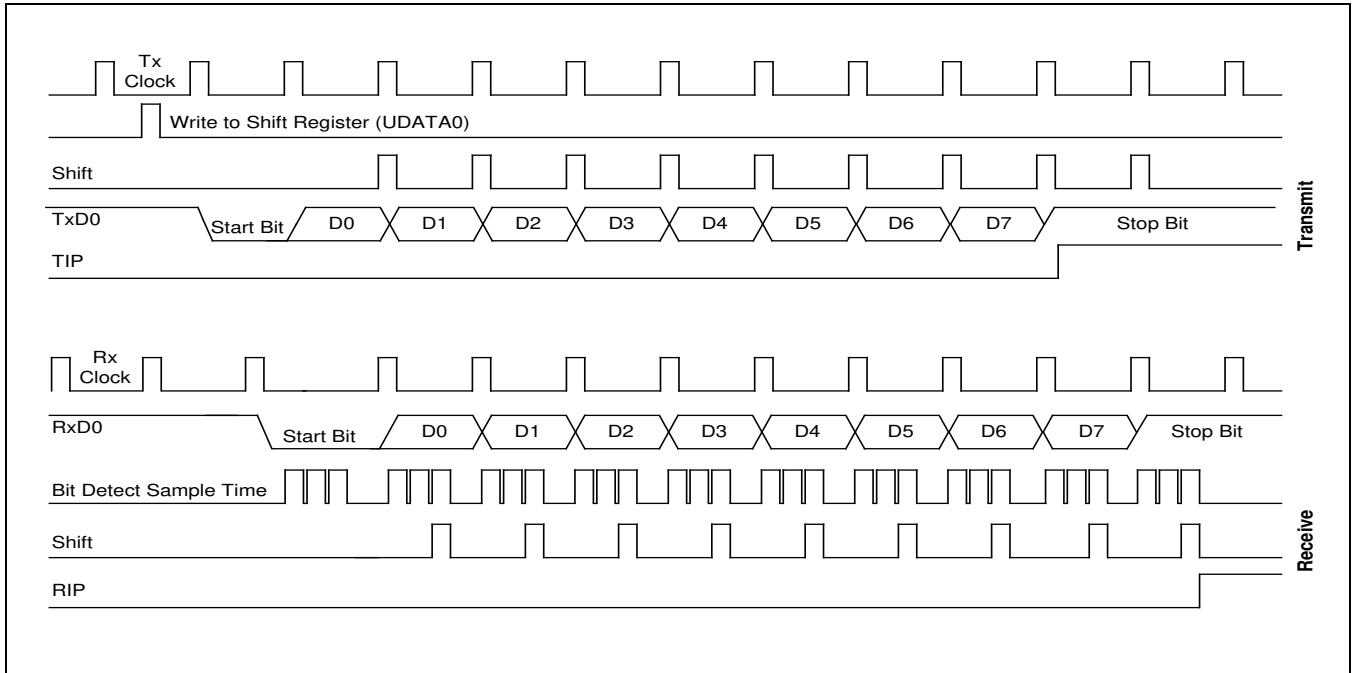 Tx
Clock
Write to Shift Register (UDATA0)
Shift
TxD0
Start Bit D0 D1 D2 D3 D4 D5 D6 D7 Stop Bit
TIP
Transmit
Rx
Clock
RxD0
Start Bit D0 D1 D2 D3 D4 D5 D6 D7 Stop Bit
Bit Detect Sample Time
Shift
RIP
Receive